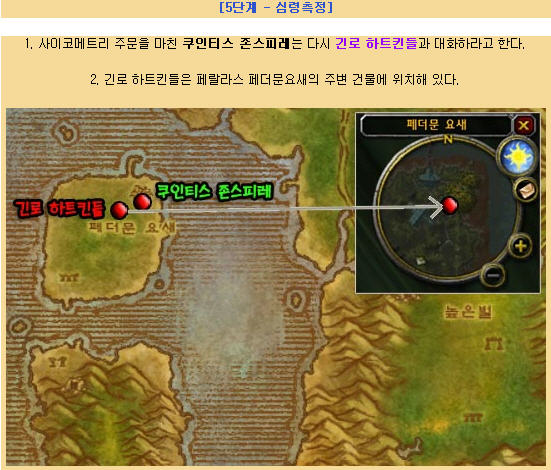 [5단계 - 심령측정]
1. 사이코메트리 주문을 마친 쿠인티스 존스피레는 다시 긴로 하트킨들과 대화하라고 한다.
2. 긴로 하트킨들은 페랄라스 페더문요새의 주변 건물에 위치해 있다.
페더문 요새
N
쿠인티스 존스피레
긴로 하트킨들
페더문 요새
높은벌